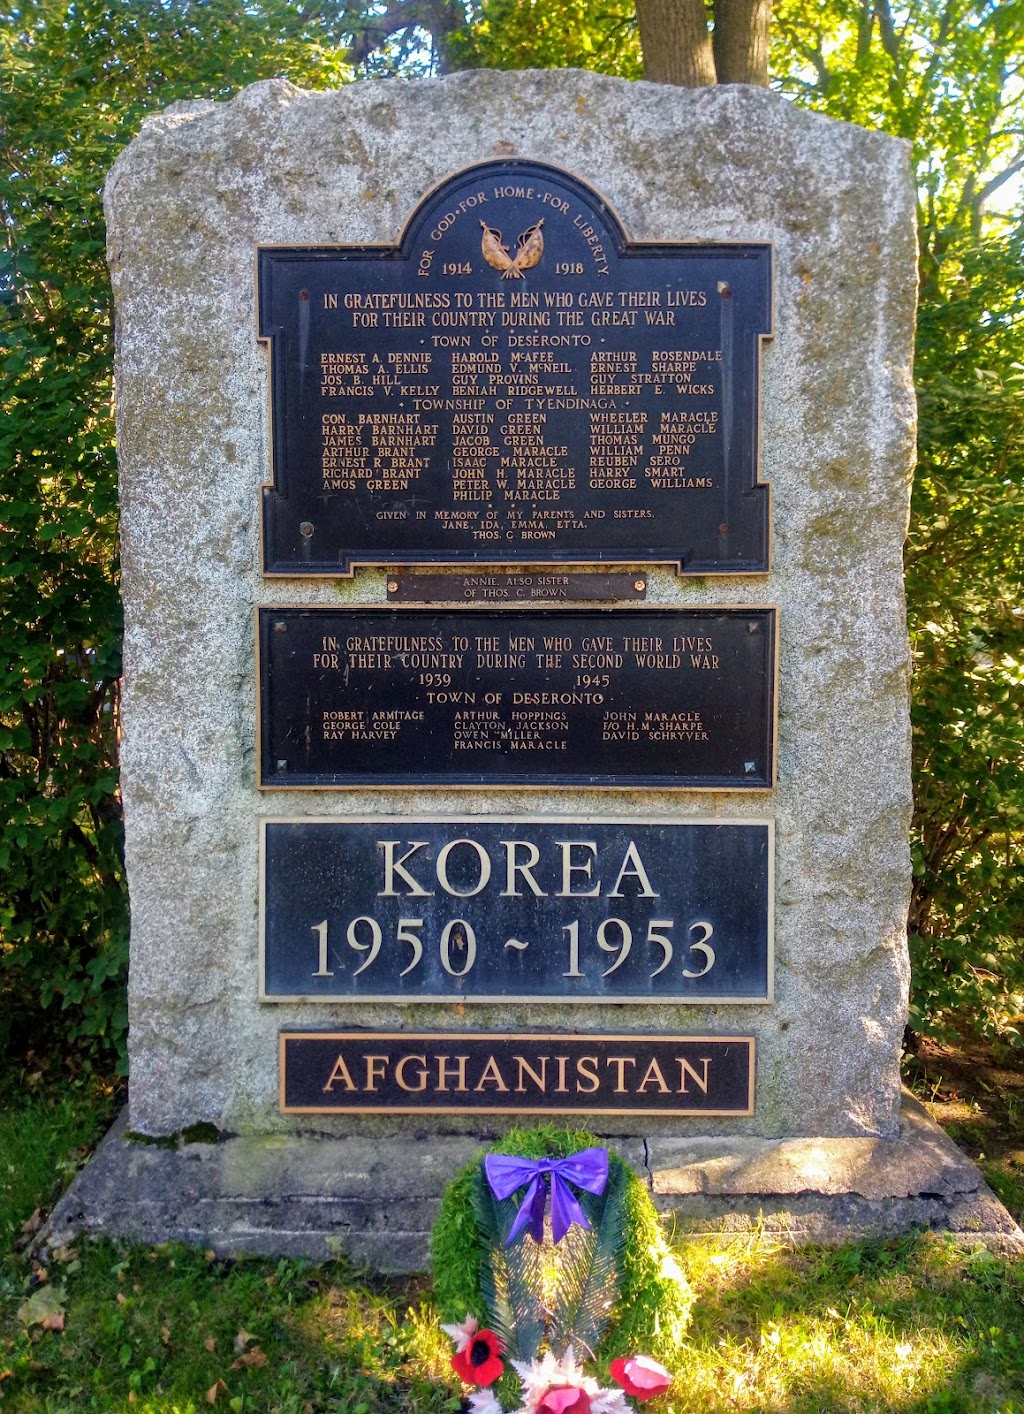 FOR GOD·FOR HOME·FOR LIBERTY
1914 1918
IN GRATEFULNESS TO THE MEN WHO GAVE THEIR LIVES
FOR THEIR COUNTRY DURING THE GREAT WAR
· TOWN OF DESERONTO ·
ERNEST A. DENNIE HAROLD McAFEE ARTHUR ROSENDALE
THOMAS A. ELLIS EDMUND V. McNEIL ERNEST SHARPE
JOS. B. HILL GUY PROVINS GUY STRATTON
FRANCIS V. KELLY BENIAH RIDGEWELL HERBERT E. WICKS
· TOWNSHIP OF TYENDINAGA ·
CON. BARNHART AUSTIN GREEN WHEELER MARACLE
HARRY BARNHART DAVID GREEN WILLIAM MARACLE
JAMES BARNHART JACOB GREEN THOMAS MUNGO
ARTHUR BRANT GEORGE MARACLE WILLIAM PENN
ERNEST R. BRANT ISAAC MARACLE REUBEN SERO
RICHARD BRANT JOHN H. MARACLE HARRY SMART
AMOS GREEN PETER W. MARACLE GEORGE WILLIAMS
PHILIP MARACLE
GIVEN IN MEMORY OF MY PARENTS AND SISTERS,
JANE, IDA, EMMA, ETTA.
THOS. C. BROWN
ANNIE, ALSO SISTER
OF THOS. C. BROWN
IN GRATEFULNESS TO THE MEN WHO GAVE THEIR LIVES
FOR THEIR COUNTRY DURING THE SECOND WORLD WAR
1939 - - 1945
· TOWN OF DESERONTO ·
ROBERT ARMITAGE ARTHUR HOPPINGS JOHN MARACLE
GEORGE COLE CLAYTON JACKSON F/O H.M. SHARPE
RAY HARVEY OWEN MILLER DAVID SCHRYVER
FRANCIS MARACLE
KOREA
1950 ~ 1953
AFGHANISTAN